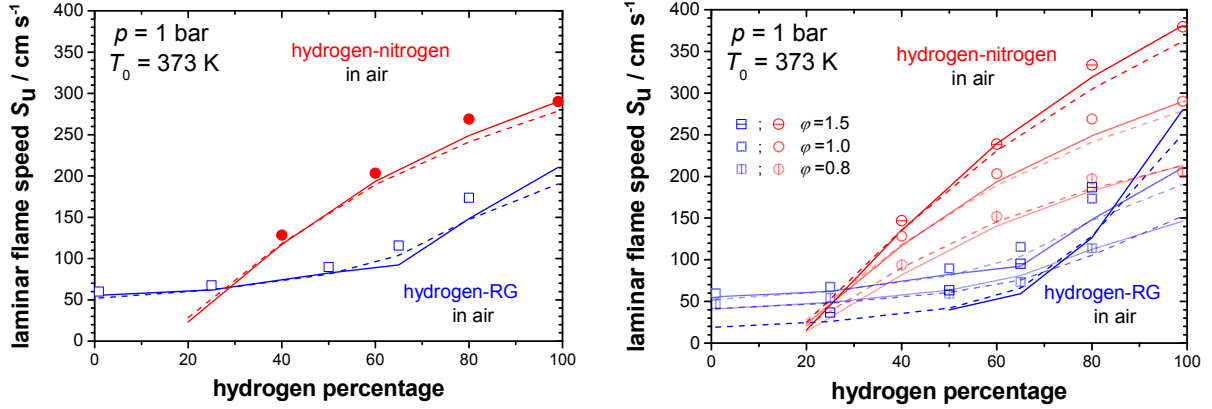 400
350
300
250
200
150
100
50
0
laminar flame speed Su / cm s-1
p = 1 bar
T0 = 373 K
hydrogen-nitrogen
in air
hydrogen-RG
in air
0 20 40 60 80 100
hydrogen percentage
400
350
300
250
200
150
100
50
0
laminar flame speed Su / cm s-1
p = 1 bar
T0 = 373 K
hydrogen-nitrogen
in air
; φ=1.5
; φ=1.0
; φ=0.8
hydrogen-RG
in air
0 20 40 60 80 100
hydrogen percentage